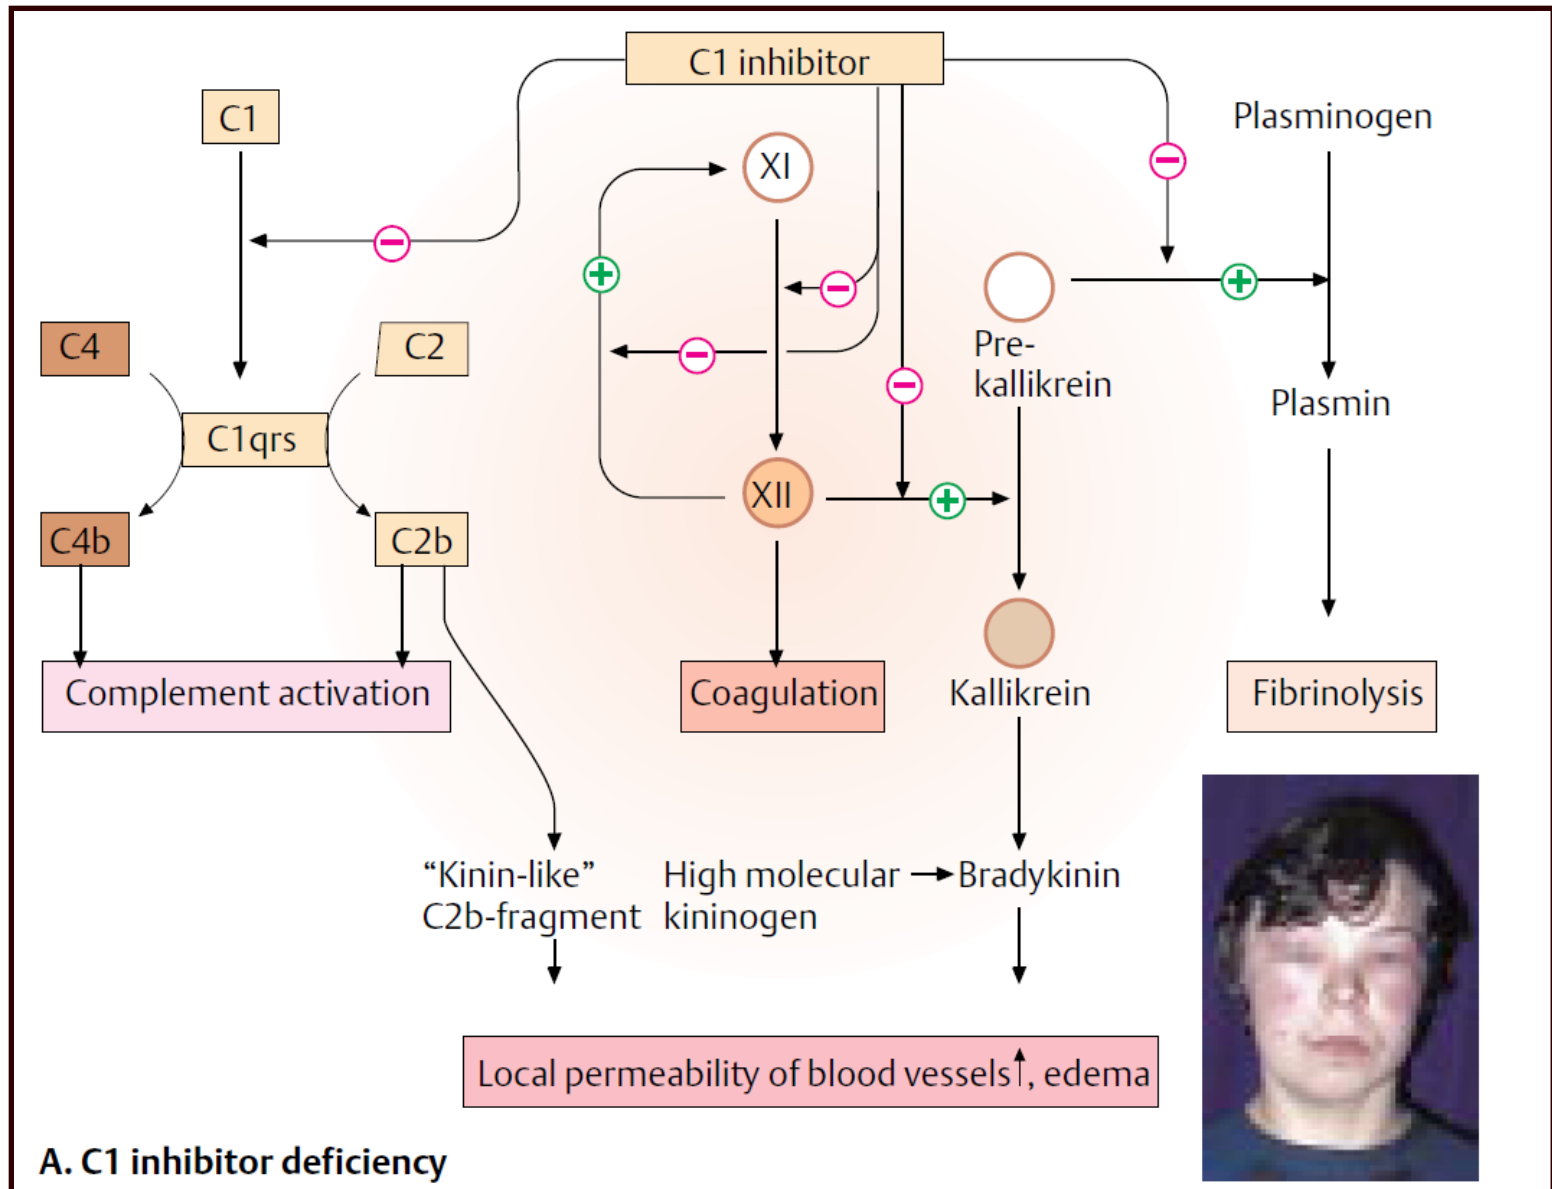 C1 inhibitor
C1
Plasminogen
XI
C4
C2
Pre-
kallikrein
Plasmin
C1qrs
XII
C4b
C2b
Complement activation
Coagulation
Kallikrein
Fibrinolysis
“Kinin-like”
C2b-fragment
High molecular
kininogen
Bradykinin
Local permeability of blood vessels↑, edema
A. C1 inhibitor deficiency